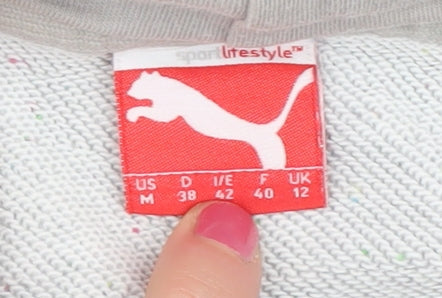 sportlifestyle™
US D I/E F UK
M 38 42 40 12